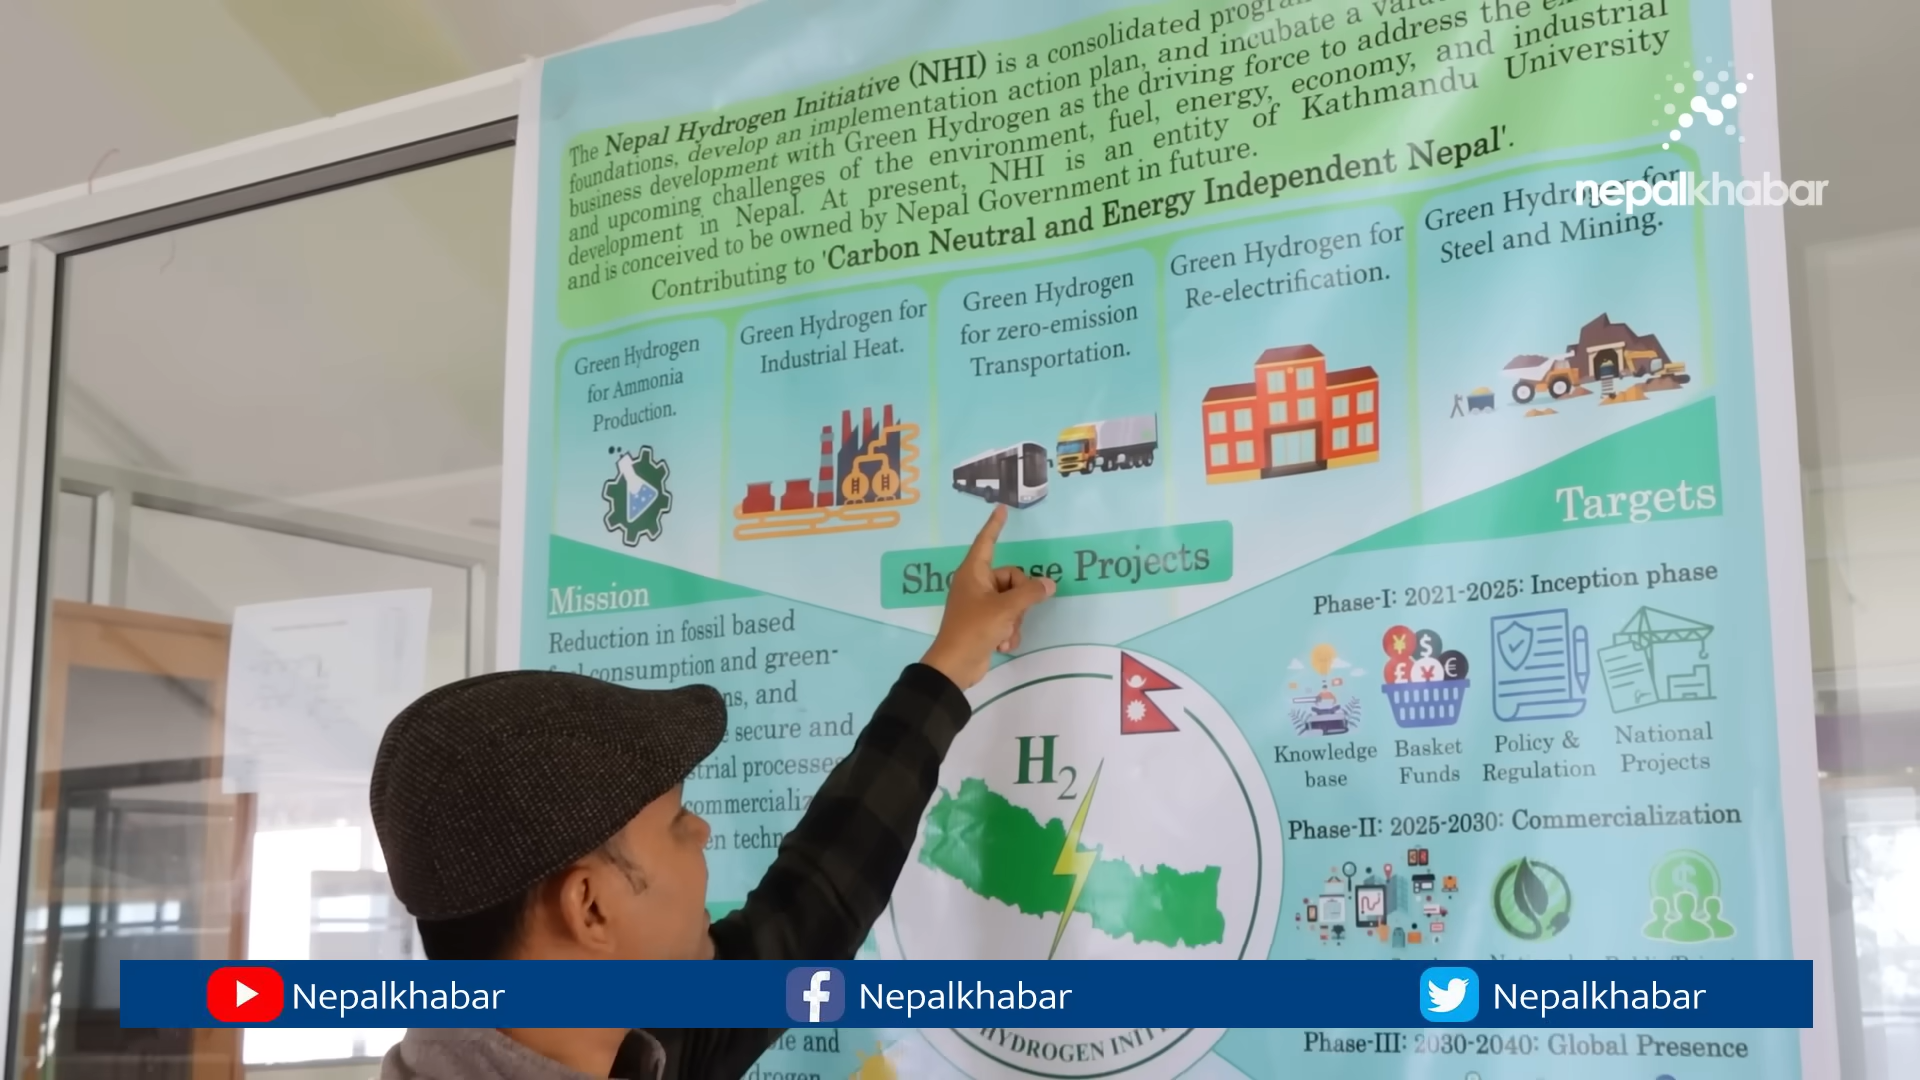 The Nepal Hydrogen Initiative (NHI) is a consolidated
foundations, develop an implementation action plan, and incubate a
business development with Green Hydrogen as the driving force to address the
and upcoming challenges of the environment, fuel, energy, economy, and industrial
development in Nepal. At present, NHI is an entity of Kathmandu University
and is conceived to be owned by Nepal Government in future.
Contributing to 'Carbon Neutral and Energy Independent Nepal'.
nepalkhabar
Green Hydrogen
for Ammonia
Production.
Green Hydrogen for
Industrial Heat.
Green Hydrogen
for zero-emission
Transportation.
Green Hydrogen for
Re-electrification.
Green Hydrogen for
Steel and Mining.
Projects
Mission
Reduction in fossil based
consumption and green-
and
secure and
processes
Targets
Phase-I: 2021-2025: Inception phase
Knowledge
base
Basket
Funds
Policy &
Regulation
National
Projects
Phase-II: 2025-2030: Commercialization
H2
Nepalkhabar
Nepalkhabar
Nepalkhabar
and
HYDROGEN
Phase-III: 2030-2040: Global Presence